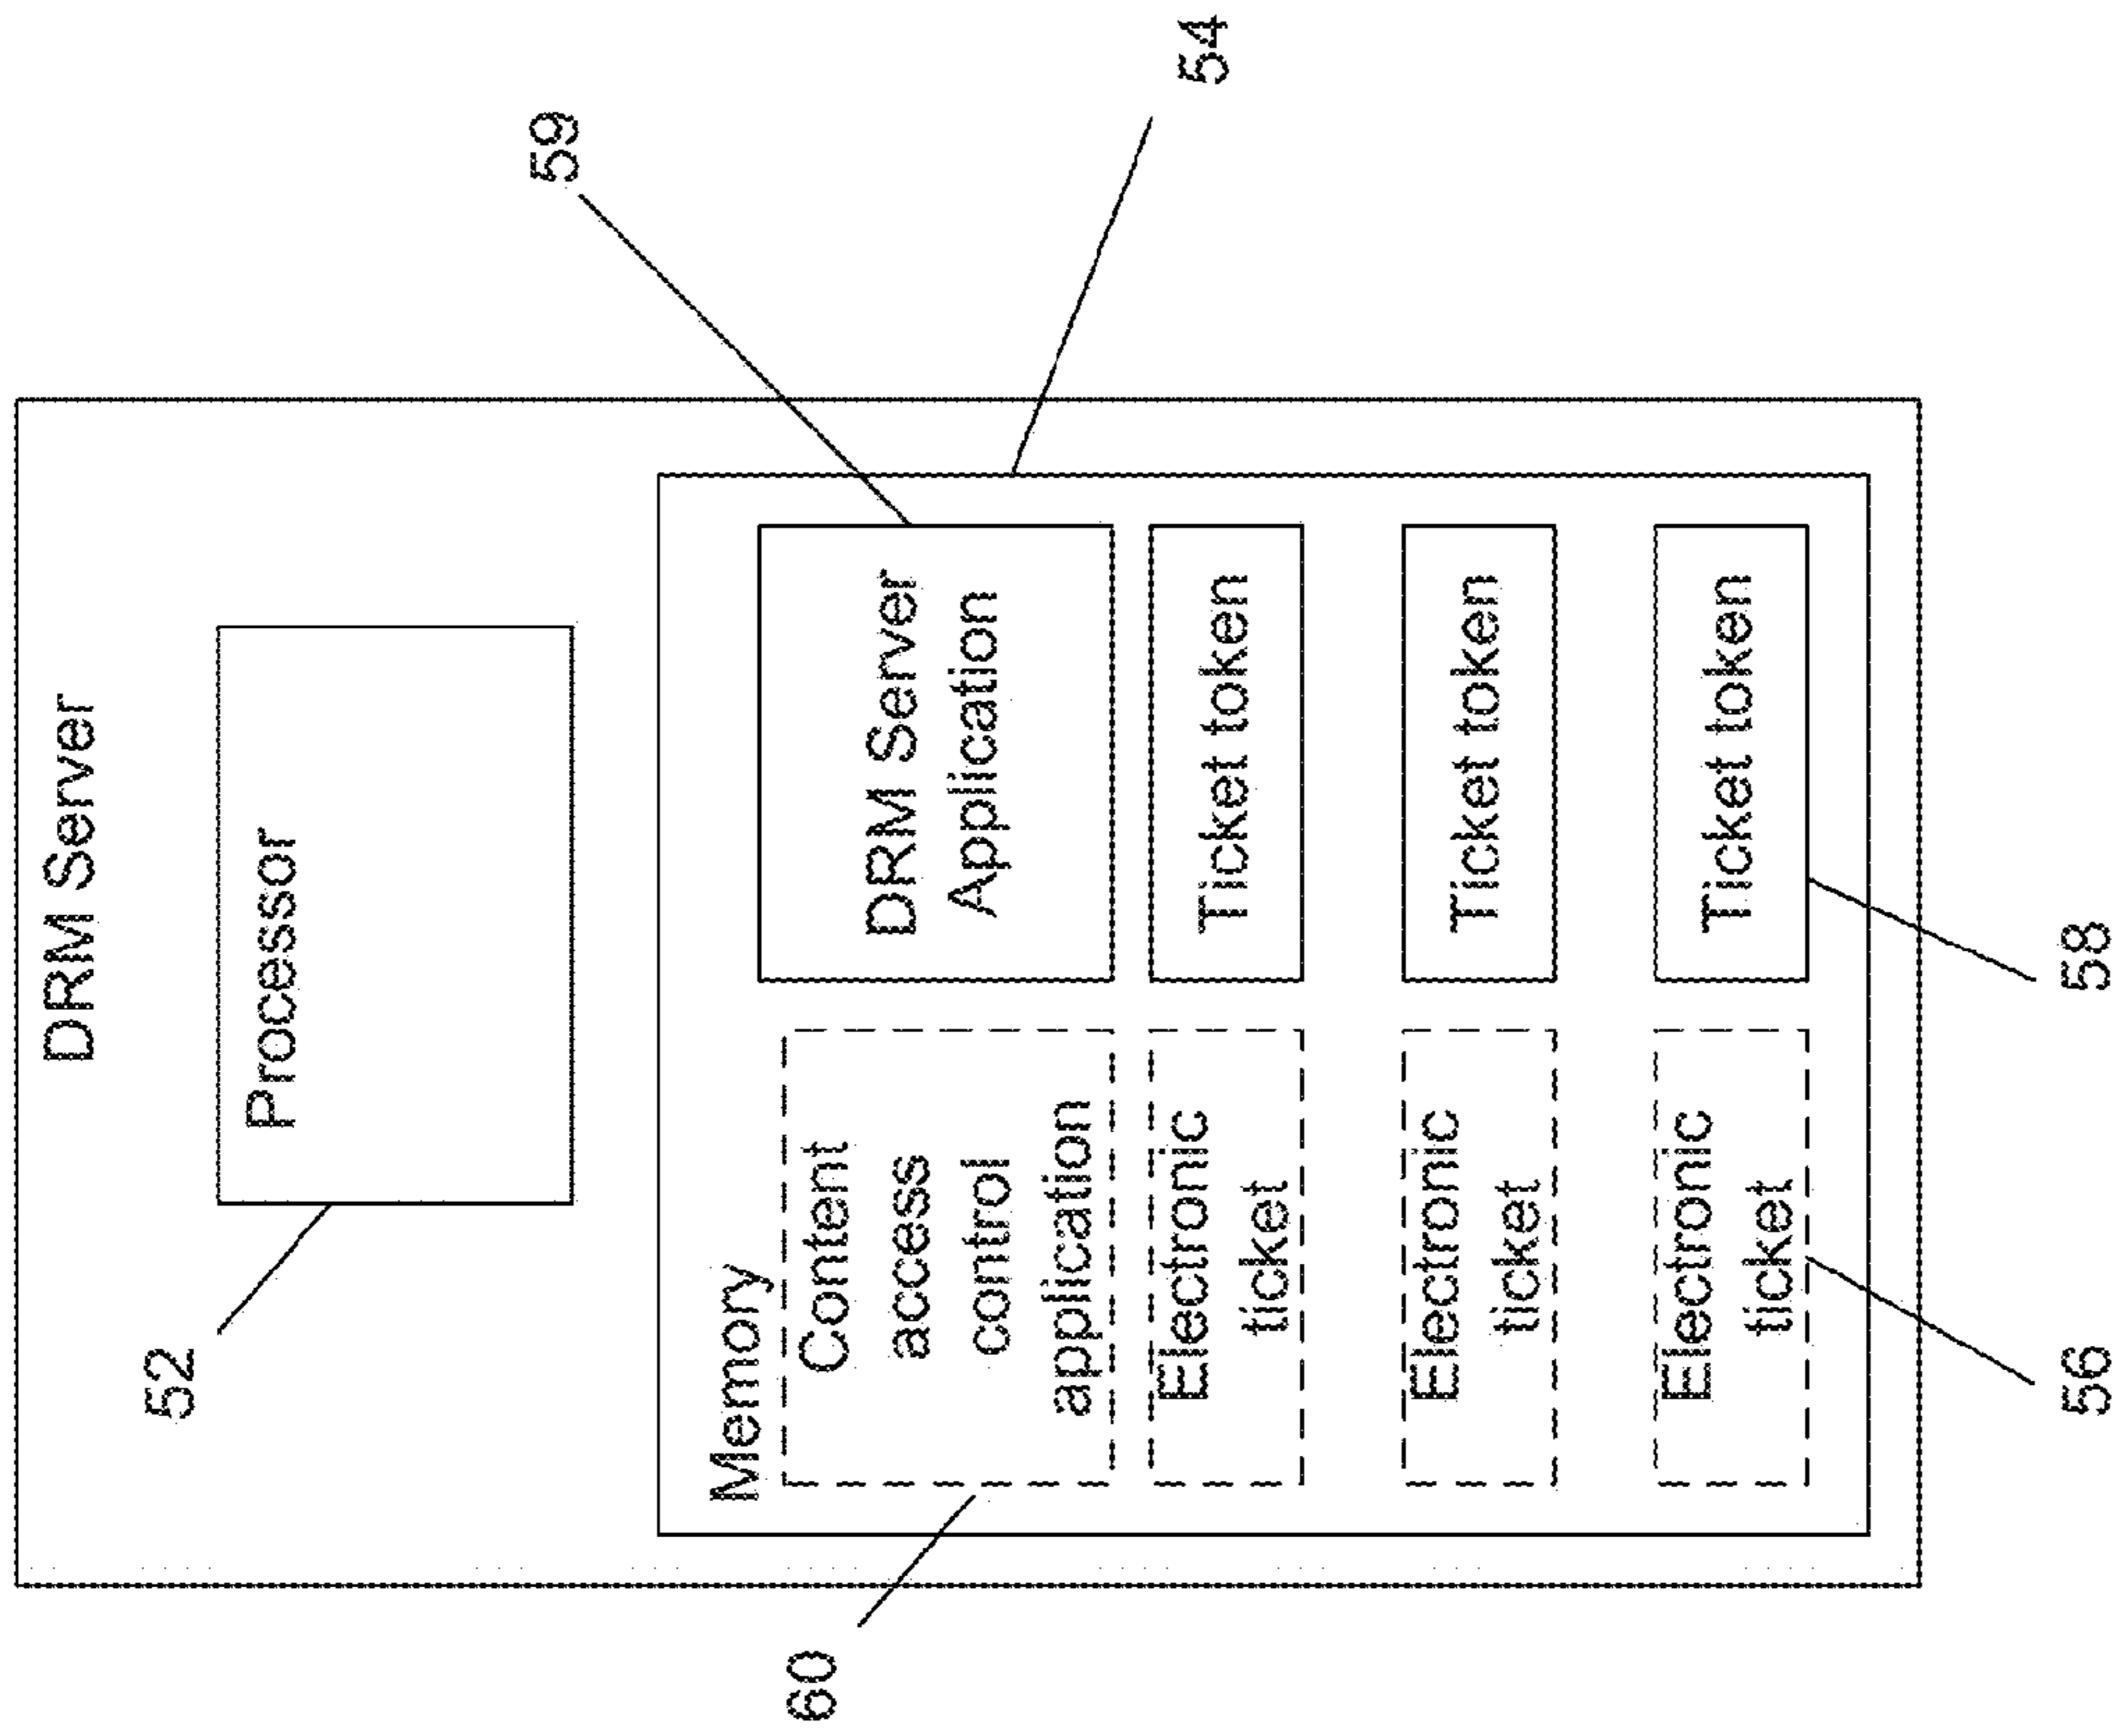 DRM Server
Processor
52
59
54
Memory
Content
access
control
application
60
DRM Server
Application
Electronic
ticket
Ticket token
Electronic
ticket
Ticket token
Electronic
ticket
Ticket token
56
58